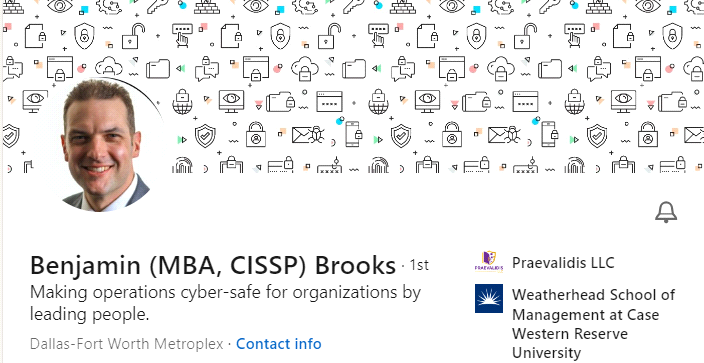 Benjamin (MBA, CISSP) Brooks · 1st
Making operations cyber-safe for organizations by
leading people.
Dallas-Fort Worth Metroplex · Contact info
PRAEVALIDIS
Praevalidis LLC
Weatherhead School of
Management at Case
Western Reserve
University